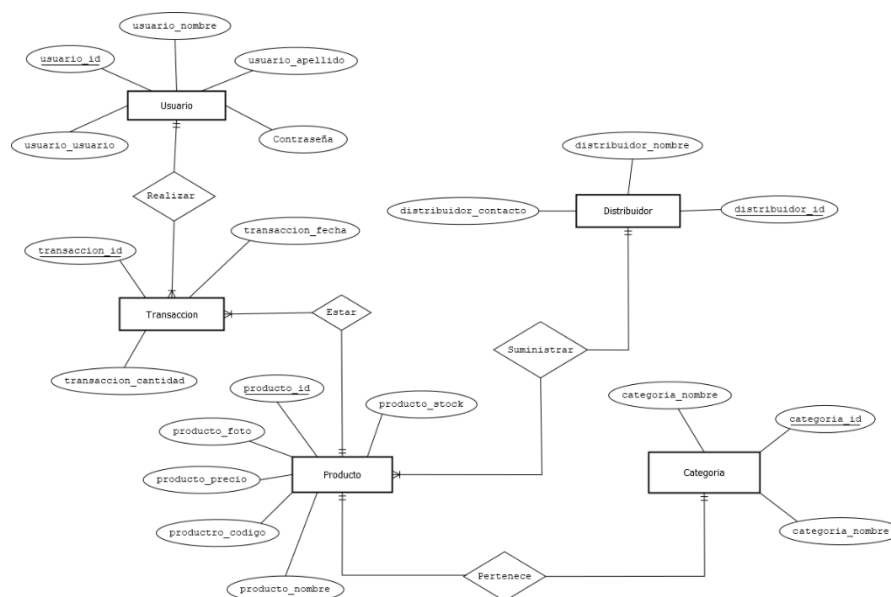 usuario_nombre
usuario_id
usuario_apellido
Usuario
usuario_usuario
Contraseña
Realizar
distribuidor_nombre
distribuidor_contacto
Distribuidor
distribuidor_id
transaccion_fecha
transaccion_id
Transaccion
Estar
transaccion_cantidad
Suministrar
producto_id
producto_stock
categoria_nombre
categoria_id
producto_foto
Producto
Categoria
producto_precio
productro_codigo
categoria_nombre
producto_nombre
Pertenece